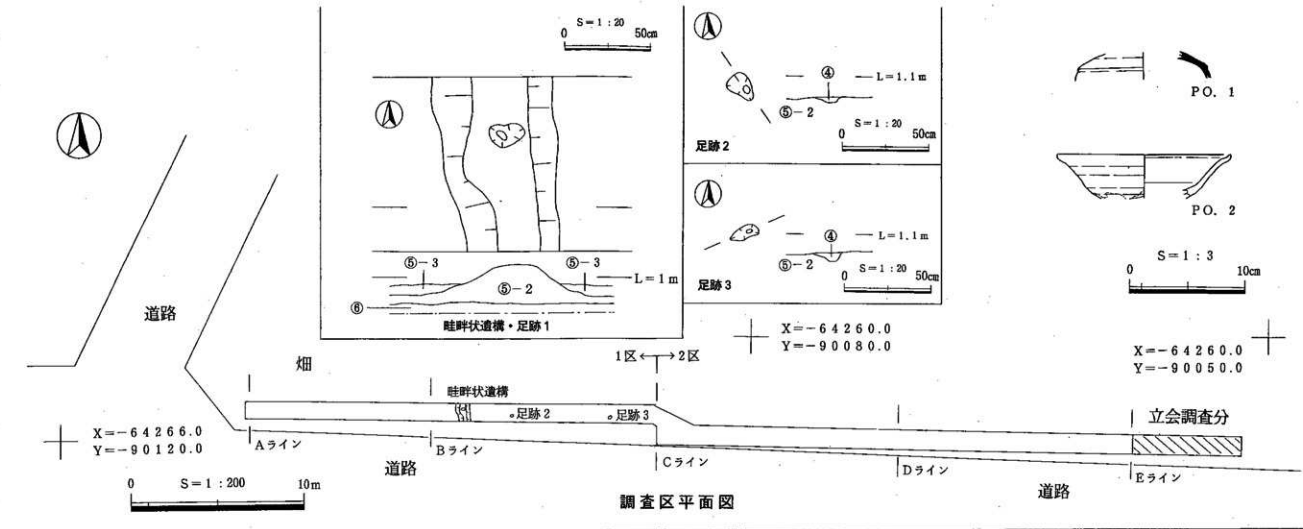 S=1:20
0 50cm
⑤-3
⑤-3
L=1m
⑤-2
⑥
畦畔状遺構・足跡1
④
L=1.1m
⑤-2
S=1:20
0 50cm
足跡2
④
L=1.1m
⑤-2
S=1:20
0 50cm
足跡3
PO. 1
PO. 2
S=1:3
0 10cm
X=-64260.0
Y=-90080.0
X=-64260.0
Y=-90050.0
道路
畑
1区←→2区
畦畔状遺構
足跡2
足跡3
立会調査分
X=-64266.0
Y=-90120.0
Aライン
Bライン
Cライン
Dライン
Eライン
道路
道路
0 S=1:200 10m
調査区平面図